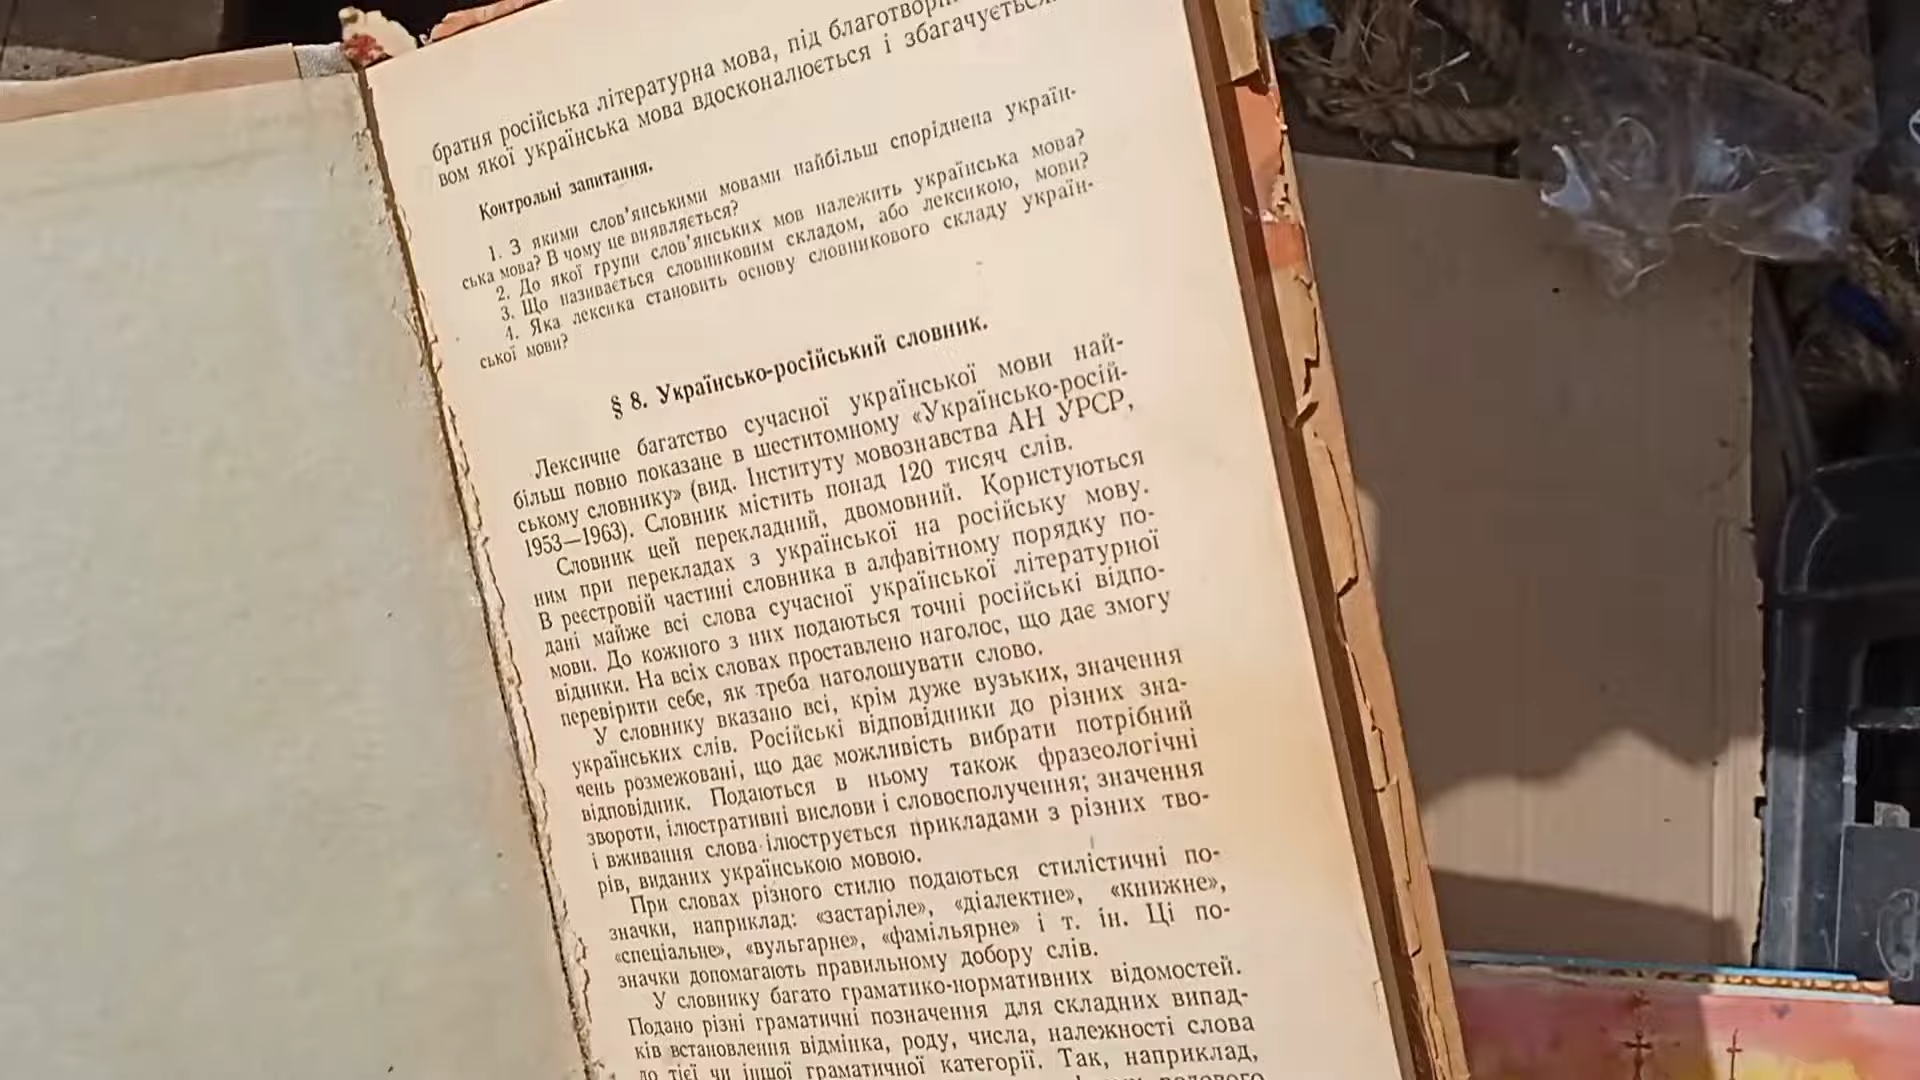 братня російська літературна мова, під
вом якої українська мова вдосконалюється і збагачується.
Контрольні запитання.
1. З якими слов'янськими мовами найбільш споріднена україн-
ська мова? В чому це виявляється?
2. До якої групи слов'янських мов належить українська мова?
3. Що називається словниковим складом, або лексикою, мови?
4. Яка лексика становить основу словникового складу україн-
ської мови?
§ 8. Українсько-російський словник.
Лексичне багатство сучасної української мови най-
більш повно показане в шеститомному «Українсько-росій-
ському словнику» (вид. Інституту мовознавства АН УРСР,
1953—1963). Словник містить понад 120 тисяч слів.
Словник цей перекладний, двомовний. Користуються
ним при перекладах з української на російську мову.
В реєстровій частині словника в алфавітному порядку по-
дані майже всі слова сучасної української літературної
мови. До кожного з них подаються точні російські відпо-
відники. На всіх словах проставлено наголос, що дає змогу
перевірити себе, як треба наголошувати слово.
У словнику вказано всі, крім дуже вузьких, значення
українських слів. Російські відповідники до різних зна-
чень розмежовані, що дає можливість вибрати потрібний
відповідник. Подаються в ньому також фразеологічні
звороти, ілюстративні вислови і словосполучення; значення
і вживання слова ілюструється прикладами з різних тво-
рів, виданих українською мовою.
При словах різного стилю подаються стилістичні по-
значки, наприклад: «застаріле», «діалектне», «книжне»,
«спеціальне», «вульгарне», «фамільярне» і т. ін. Ці по-
значки допомагають правильному добору слів.
У словнику багато граматико-нормативних відомостей.
Подано різні граматичні позначення для складних випад-
ків встановлення відмінка, роду, числа, належності слова
до тієї чи іншої граматичної категорії. Так, наприклад,